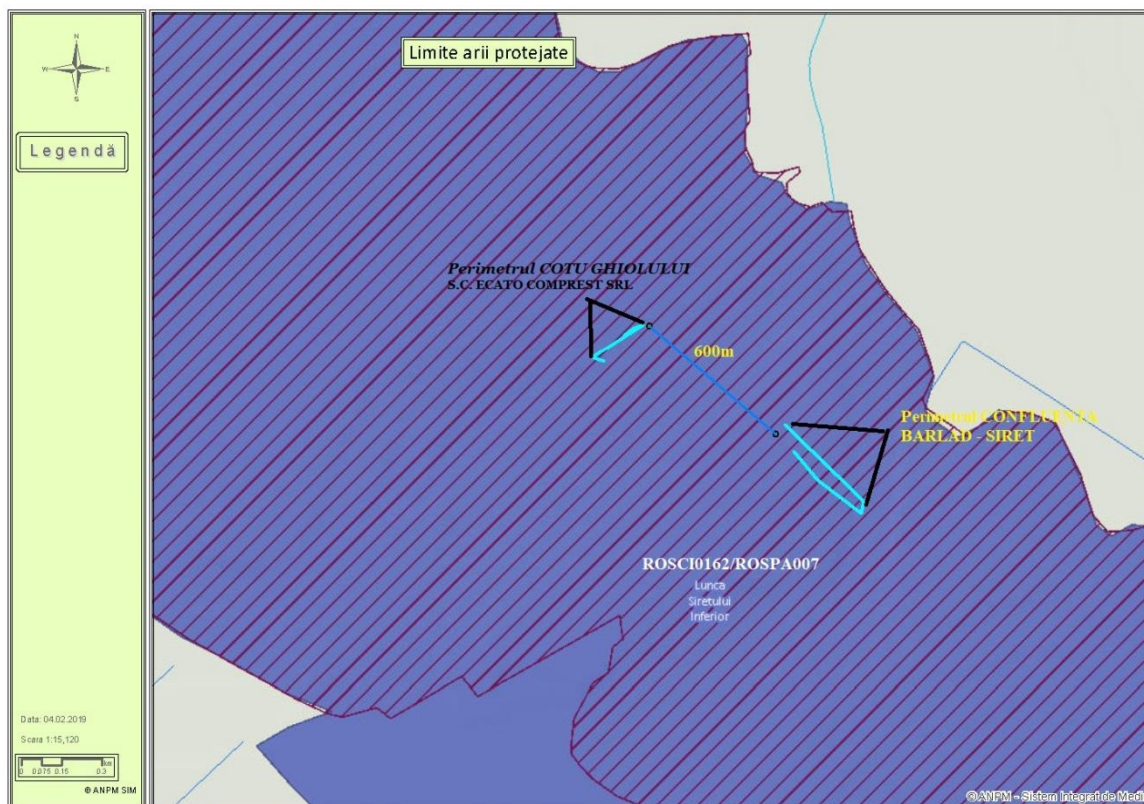 Limite arii protejate
N
W E
S
Legendă
Perimetrul COTU GHIOLULUI
S.C. ECATO COMPREST SRL
600m
Perimetrul CONFLUENTA
BARLAD - SIRET
ROSCI0162/ROSPA007
Lunca
Siretului
Inferior
Data: 04.02.2019
Scara 1:15,120
km
0 0.075 0.15 0.3
© ANPM SIM
© ANPM - Sistem Integrat de Medi